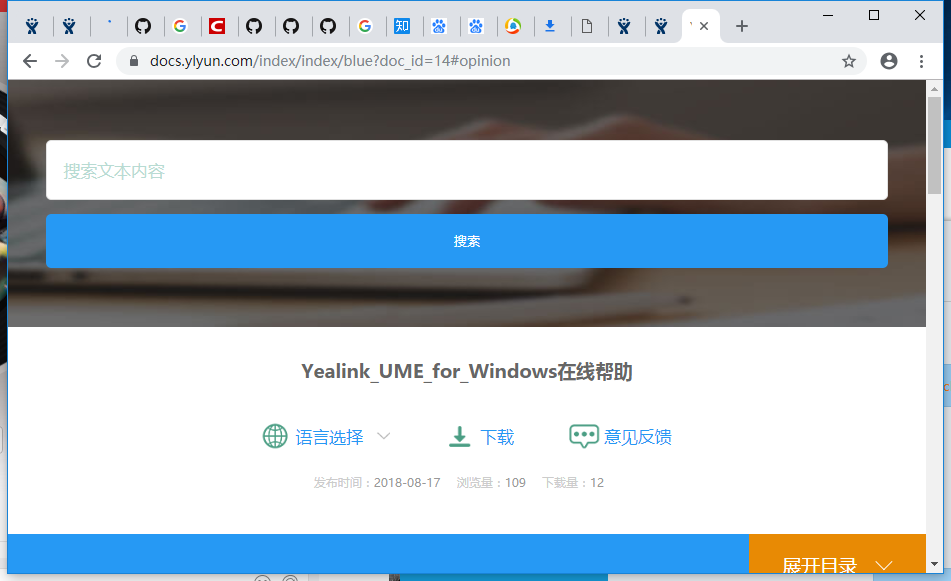 docs.ylyun.com/index/index/blue?doc_id=14#opinion
搜索文本内容
搜索
Yealink_UME_for_Windows在线帮助
语言选择 下载 意见反馈
发布时间：2018-08-17 浏览量：109 下载量：12
展开目录